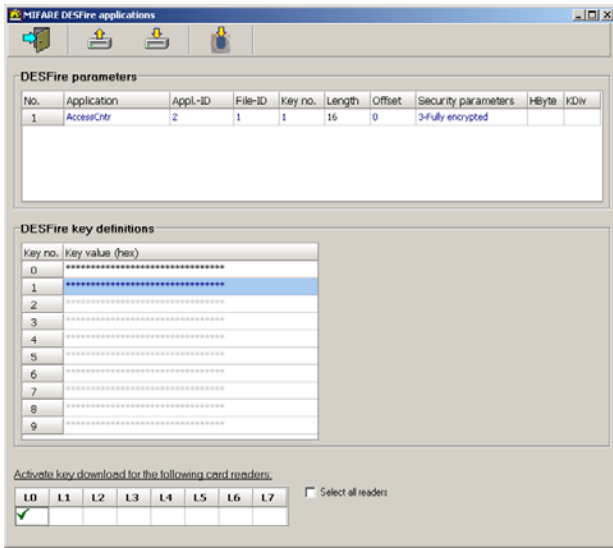 MIFARE DESFire applications
DESFire parameters
No. Application Appl.-ID File-ID Key no. Length Offset Security parameters HByte KDiv
1 AccessCntr 2 1 1 16 0 3-Fully encrypted
DESFire key definitions
Key no. Key value (hex)
0 ********************************
1 ********************************
2 ********************************
3 ********************************
4 ********************************
5 ********************************
6 ********************************
7 ********************************
8 ********************************
9 ********************************
Activate key download for the following card readers:
L0 L1 L2 L3 L4 L5 L6 L7 Select all readers